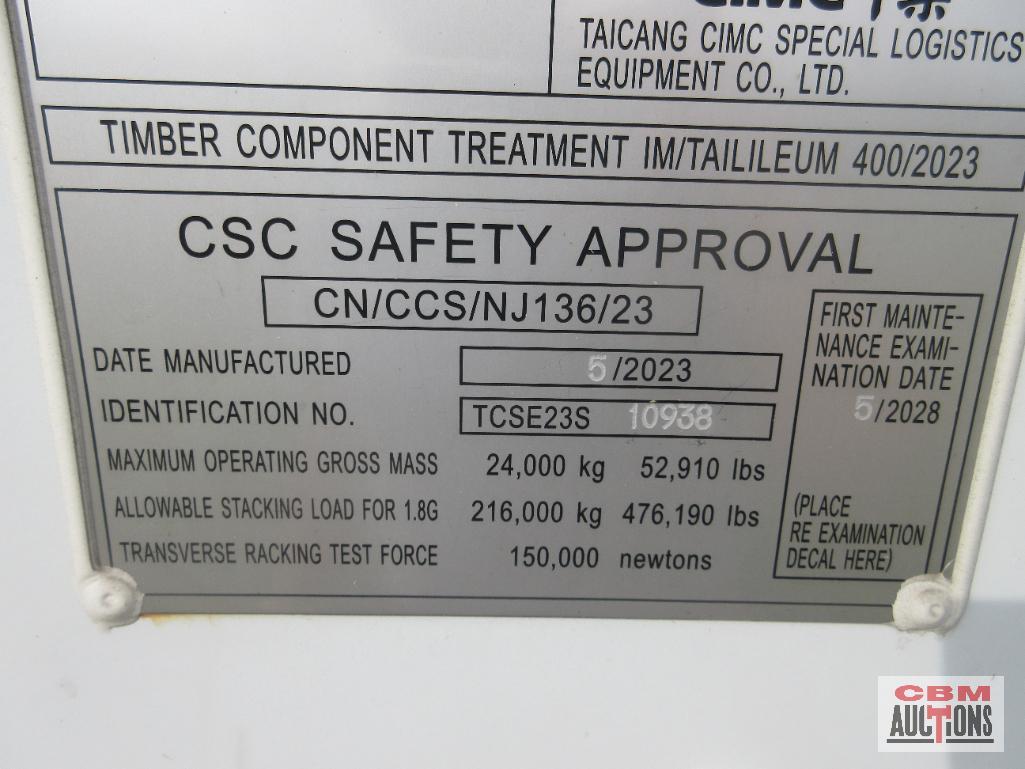 CIMC 中集
TAICANG CIMC SPECIAL LOGISTICS
EQUIPMENT CO., LTD.
TIMBER COMPONENT TREATMENT IM/TAILILEUM 400/2023
CSC SAFETY APPROVAL
CN/CCS/NJ136/23
DATE MANUFACTURED 5/2023
IDENTIFICATION NO. TCSE23S 10938
MAXIMUM OPERATING GROSS MASS 24,000 kg 52,910 lbs
ALLOWABLE STACKING LOAD FOR 1.8G 216,000 kg 476,190 lbs
TRANSVERSE RACKING TEST FORCE 150,000 newtons
FIRST MAINTE-
NANCE EXAMI-
NATION DATE
5/2028
(PLACE
RE EXAMINATION
DECAL HERE)
CBM
AUCTIONS